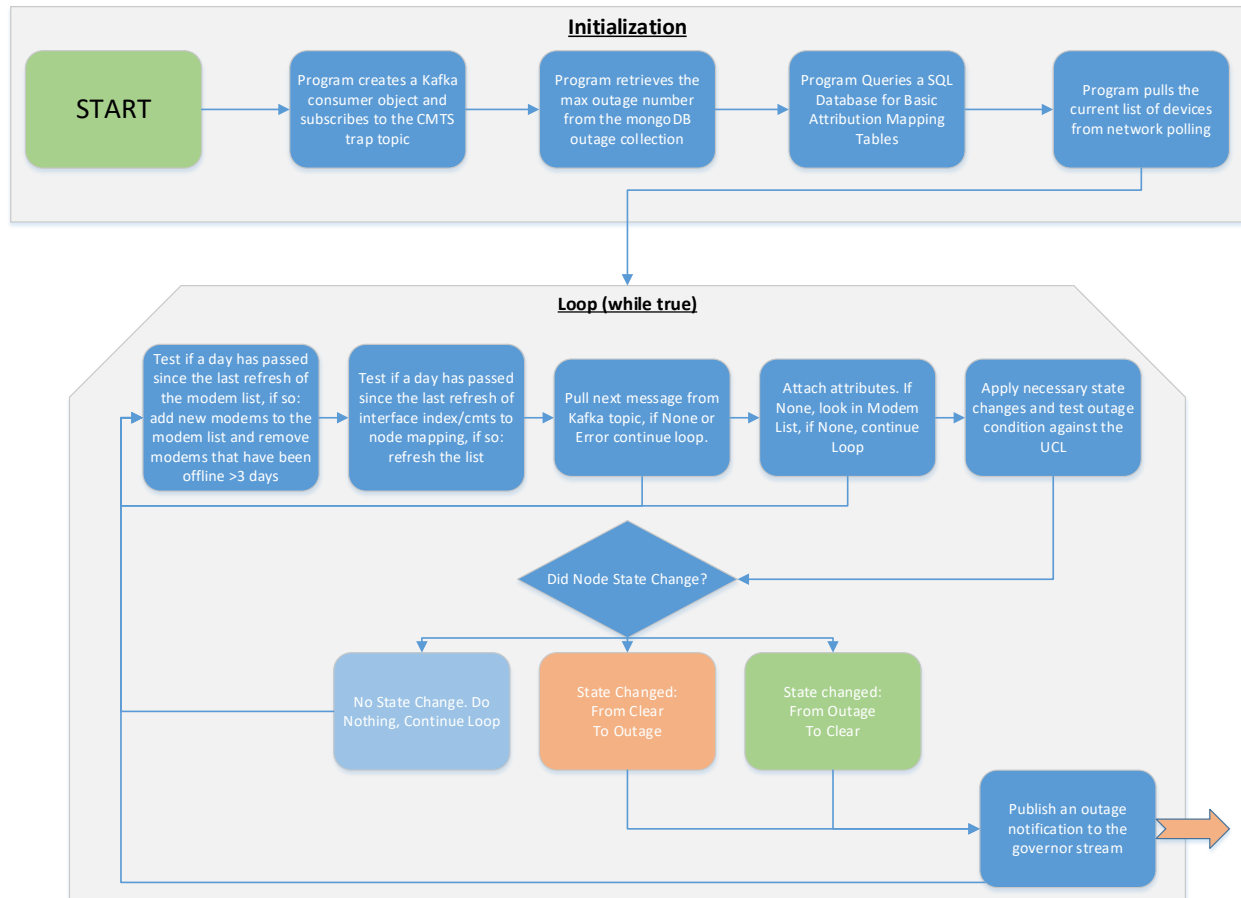 Initialization
START
Program creates a Kafka
consumer object and
subscribes to the CMTS
trap topic
Program retrieves the
max outage number
from the mongoDB
outage collection
Program Queries a SQL
Database for Basic
Attribution Mapping
Tables
Program pulls the
current list of devices
from network polling
Loop (while true)
Test if a day has passed
since the last refresh of
the modem list, if so:
add new modems to the
modem list and remove
modems that have been
offline >3 days
Test if a day has passed
since the last refresh of
interface index/cmts to
node mapping, if so:
refresh the list
Pull next message from
Kafka topic, if None or
Error continue loop.
Attach attributes. If
None, look in Modem
List, if None, continue
Loop
Apply necessary state
changes and test outage
condition against the
UCL
Did Node State Change?
No State Change. Do
Nothing, Continue Loop
State Changed:
From Clear
To Outage
State changed:
From Outage
To Clear
Publish an outage
notification to the
governor stream